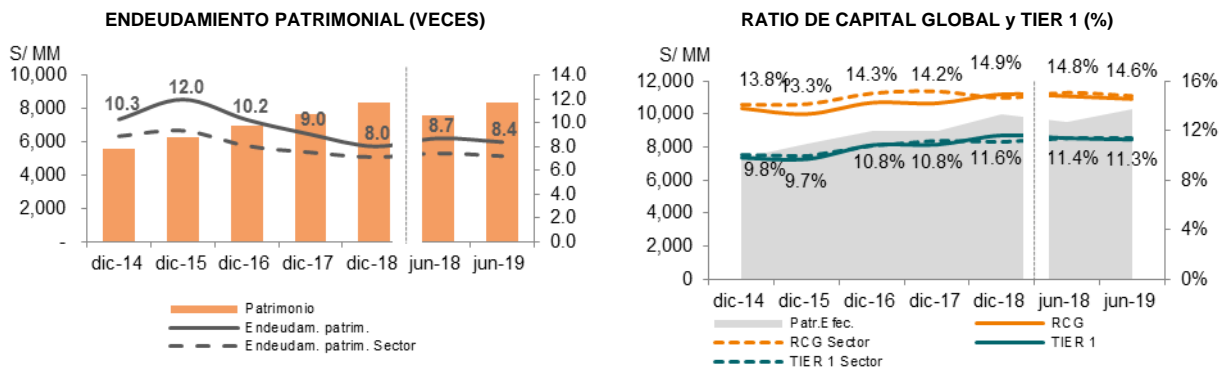 ENDEUDAMIENTO PATRIMONIAL (VECES)
S/ MM
10,000
8,000
6,000
4,000
2,000
-
14.0
12.0
10.0
8.0
6.0
4.0
2.0
0.0
10.3
12.0
10.2
9.0
8.0
8.7
8.4
dic-14 dic-15 dic-16 dic-17 dic-18 jun-18 jun-19
Patrimonio
Endeudam. patrim.
Endeudam. patrim. Sector
RATIO DE CAPITAL GLOBAL y TIER 1 (%)
S/ MM
12,000
10,000
8,000
6,000
4,000
2,000
0
16%
12%
8%
4%
0%
13.8% 13.3% 14.3% 14.2% 14.9% 14.8% 14.6%
9.8% 9.7% 10.8% 10.8% 11.6% 11.4% 11.3%
dic-14 dic-15 dic-16 dic-17 dic-18 jun-18 jun-19
Patr.Efec. RCG
RCG Sector TIER 1
TIER 1 Sector